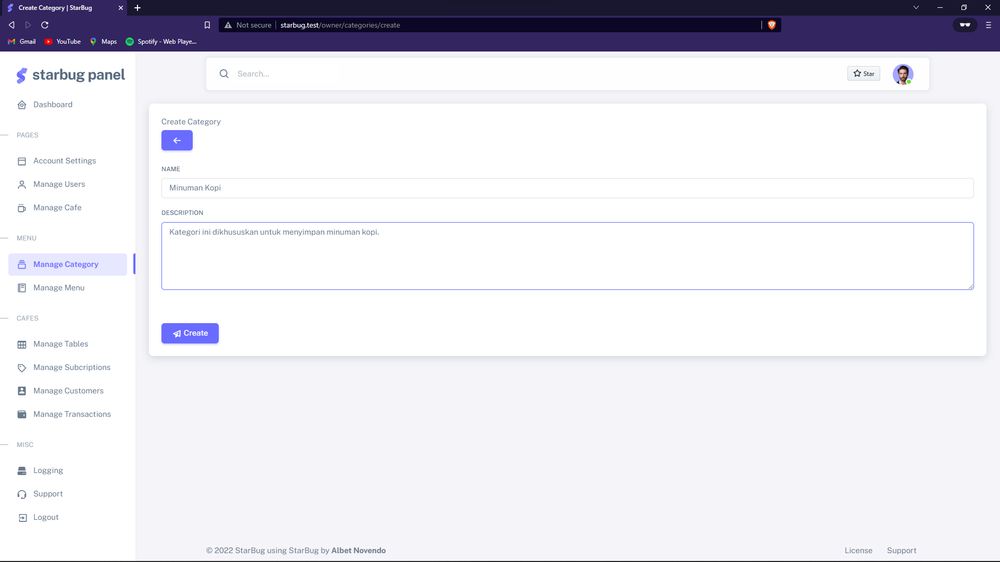 Create Category | StarBug
Not secure
starbug.test/owner/categories/create
Gmail
YouTube
Maps
Spotify - Web Playe...
starbug panel
Search...
Star
Dashboard
PAGES
Account Settings
Manage Users
Manage Cafe
MENU
Manage Category
Manage Menu
CAFES
Manage Tables
Manage Subcriptions
Manage Customers
Manage Transactions
MISC
Logging
Support
Logout
Create Category
NAME
Minuman Kopi
DESCRIPTION
Kategori ini dikhususkan untuk menyimpan minuman kopi.
Create
© 2022 StarBug using StarBug by Albet Novendo
License
Support